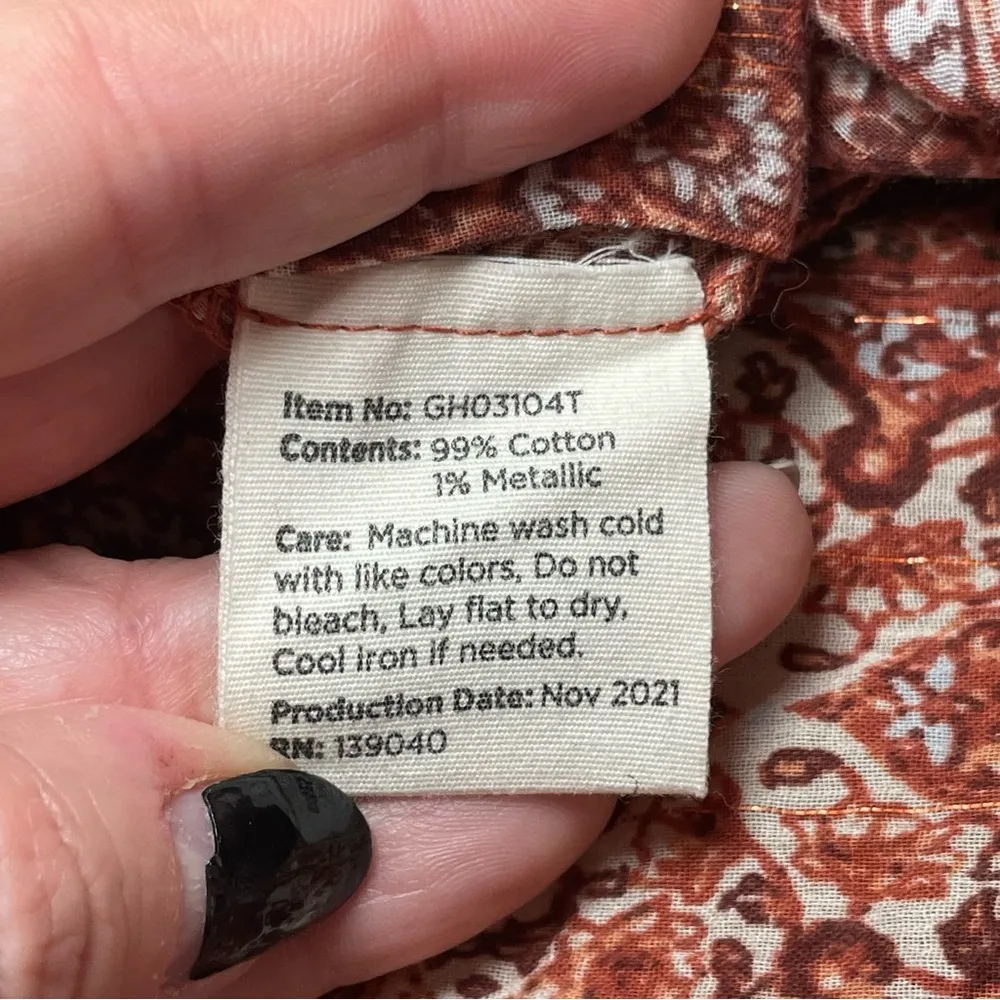 Item No: GH03104T
Contents: 99% Cotton
1% Metallic
Care: Machine wash cold
with like colors, Do not
bleach, Lay flat to dry,
Cool iron if needed.
Production Date: Nov 2021
RN: 139040